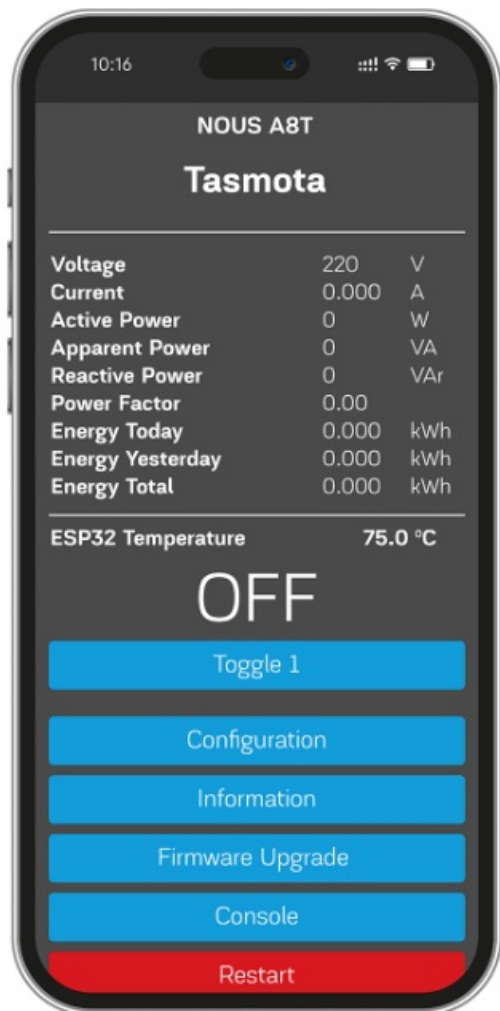 10:16
NOUS A8T
Tasmota
Voltage 220 V
Current 0.000 A
Active Power 0 W
Apparent Power 0 VA
Reactive Power 0 VAr
Power Factor 0.00
Energy Today 0.000 kWh
Energy Yesterday 0.000 kWh
Energy Total 0.000 kWh
ESP32 Temperature 75.0 °C
OFF
Toggle 1
Configuration
Information
Firmware Upgrade
Console
Restart